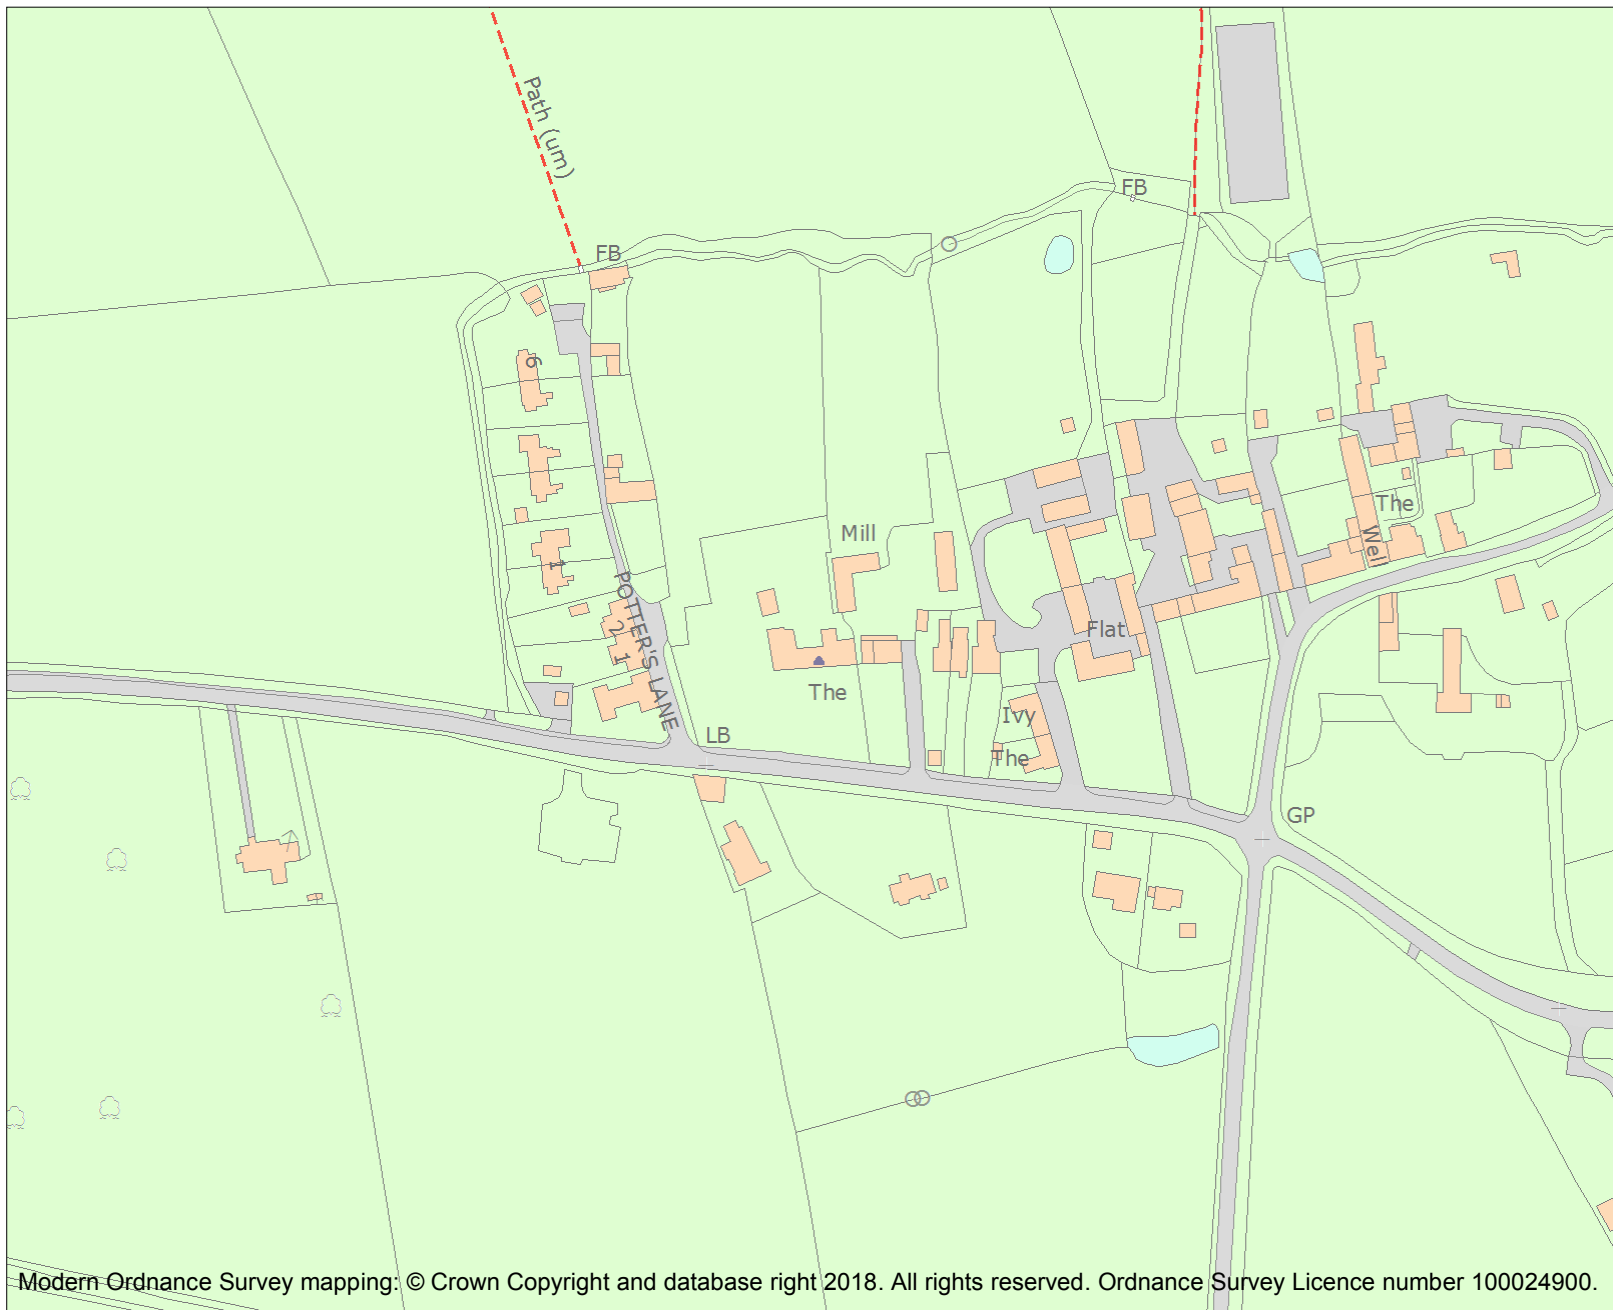 Path (um)
FB
FB
6
Mill
The
Well
1
POTTER'S LANE
2
1
Flat
The
Ivy
The
LB
GP
Modern Ordnance Survey mapping: © Crown Copyright and database right 2018. All rights reserved. Ordnance Survey Licence number 100024900.